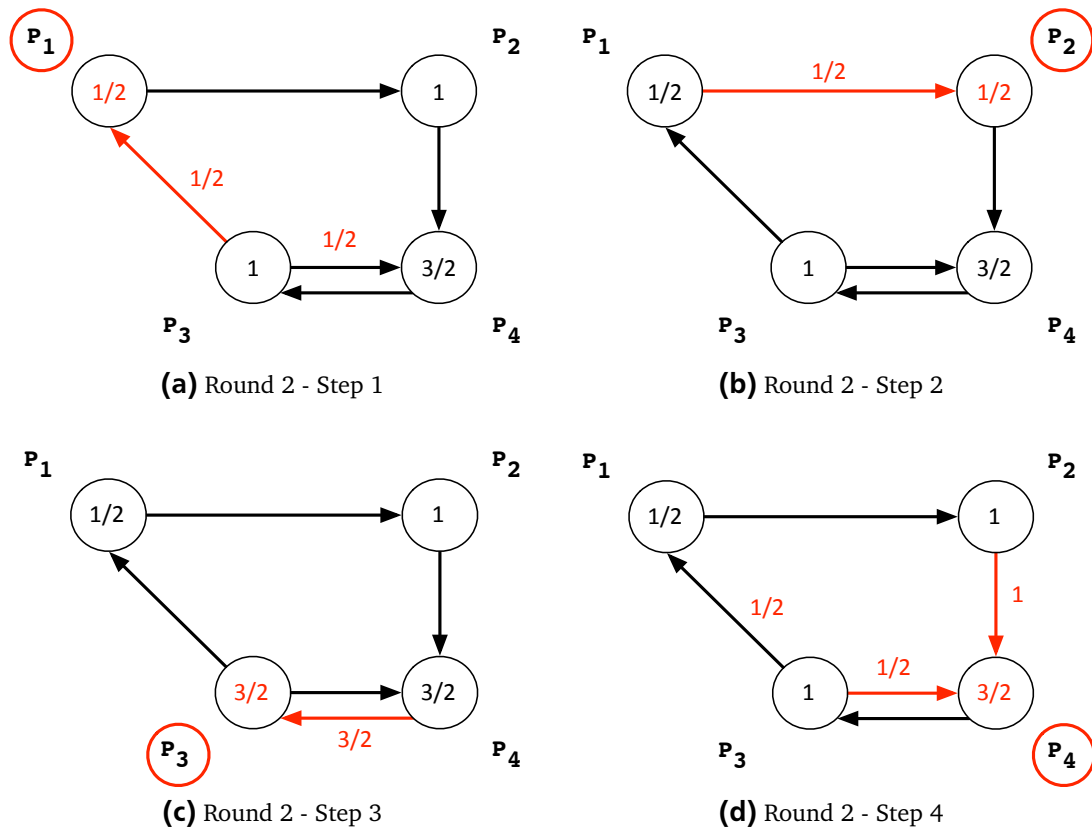 P1 P2
1/2 1
1/2
1/2
1 3/2
P3 P4
(a) Round 2 - Step 1
P1 P2
1/2
1/2 1/2
1 3/2
P3 P4
(b) Round 2 - Step 2
P1 P2
1/2 1
3/2 3/2
3/2
P3 P4
(c) Round 2 - Step 3
P1 P2
1/2 1
1/2 1
1/2
1 3/2
P3 P4
(d) Round 2 - Step 4